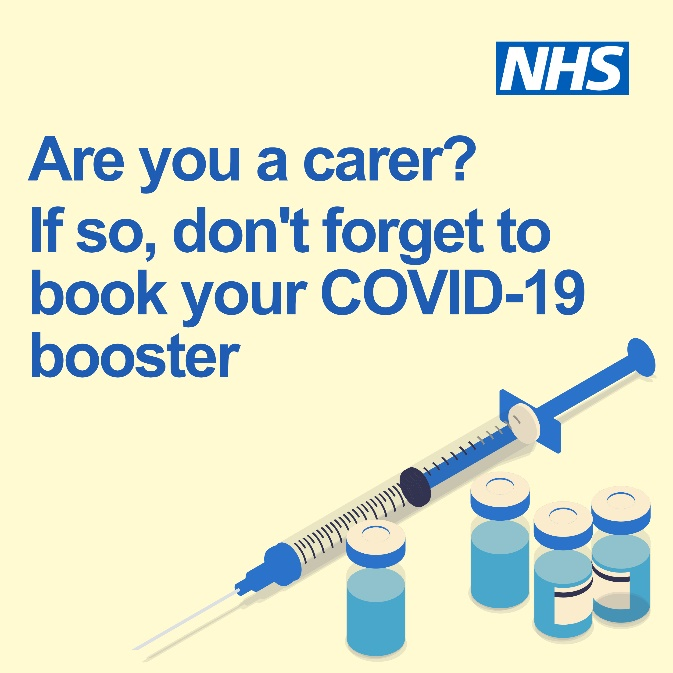 NHS
Are you a carer?
If so, don't forget to
book your COVID-19
booster